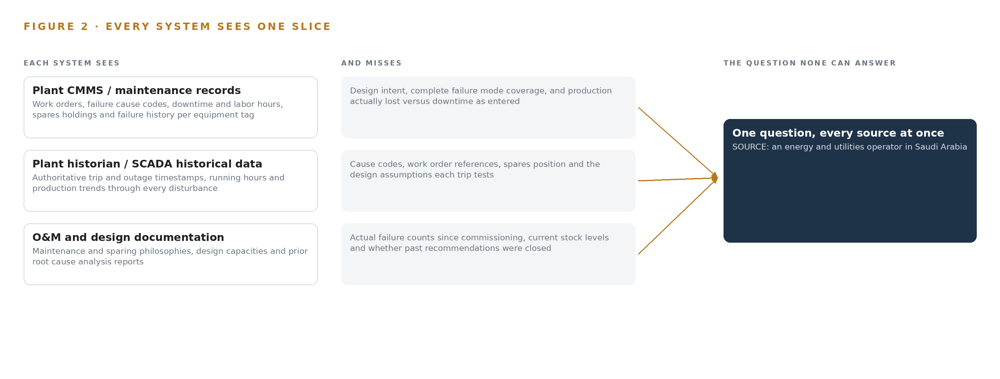 FIGURE 2 · EVERY SYSTEM SEES ONE SLICE
EACH SYSTEM SEES
AND MISSES
THE QUESTION NONE CAN ANSWER
Plant CMMS / maintenance records
Work orders, failure cause codes, downtime and labor hours,
spares holdings and failure history per equipment tag
Design intent, complete failure mode coverage, and production
actually lost versus downtime as entered
Plant historian / SCADA historical data
Authoritative trip and outage timestamps, running hours and
production trends through every disturbance
Cause codes, work order references, spares position and the
design assumptions each trip tests
O&M and design documentation
Maintenance and sparing philosophies, design capacities and prior
root cause analysis reports
Actual failure counts since commissioning, current stock levels
and whether past recommendations were closed
One question, every source at once
SOURCE: an energy and utilities operator in Saudi Arabia